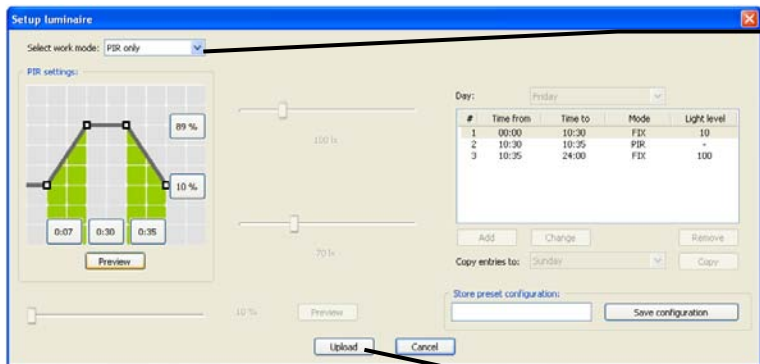 Setup luminaire
Select work mode: PIR only
PIR settings:
89 %
10 %
0:07 0:30 0:35
Preview
100 lx
70 lx
10 % Preview
Day: Friday
# Time from Time to Mode Light level
1 00:00 10:30 FIX 10
2 10:30 10:35 PIR -
3 10:35 24:00 FIX 100
Add Change Remove
Copy entries to: Sunday Copy
Store preset configuration:
Save configuration
Upload Cancel